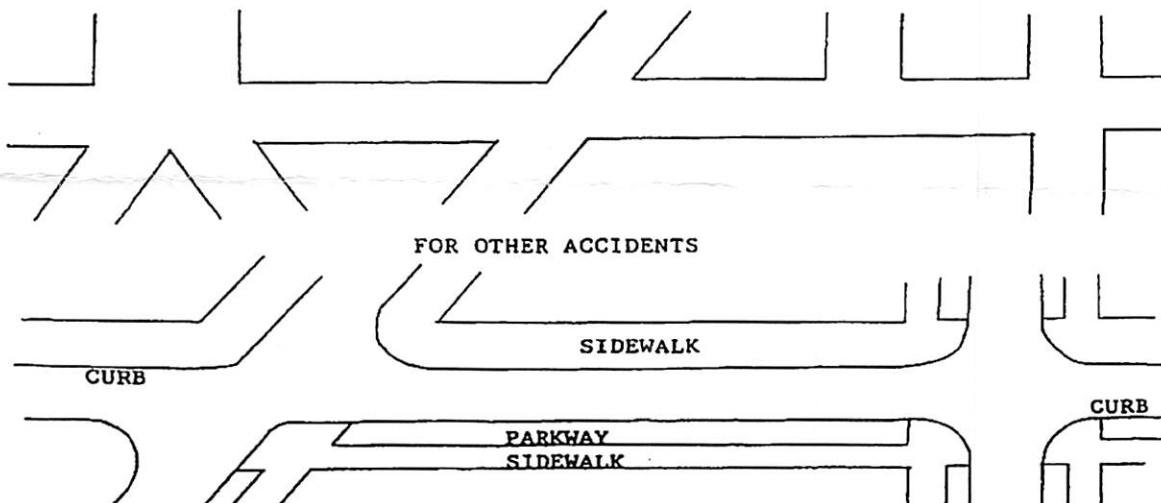 FOR OTHER ACCIDENTS
SIDEWALK
CURB
CURB
PARKWAY
SIDEWALK